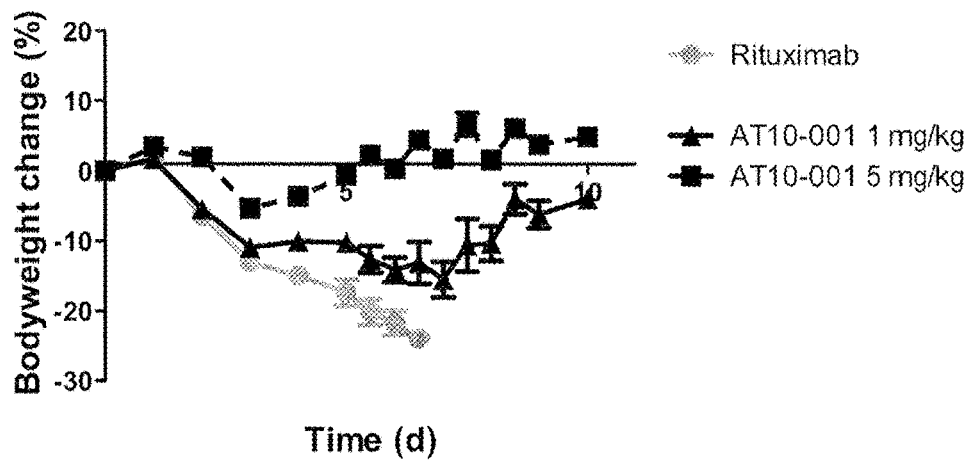 Bodyweight change (%)
20
10
0
-10
-20
-30
5
10
Time (d)
Rituximab
AT10-001 1 mg/kg
AT10-001 5 mg/kg